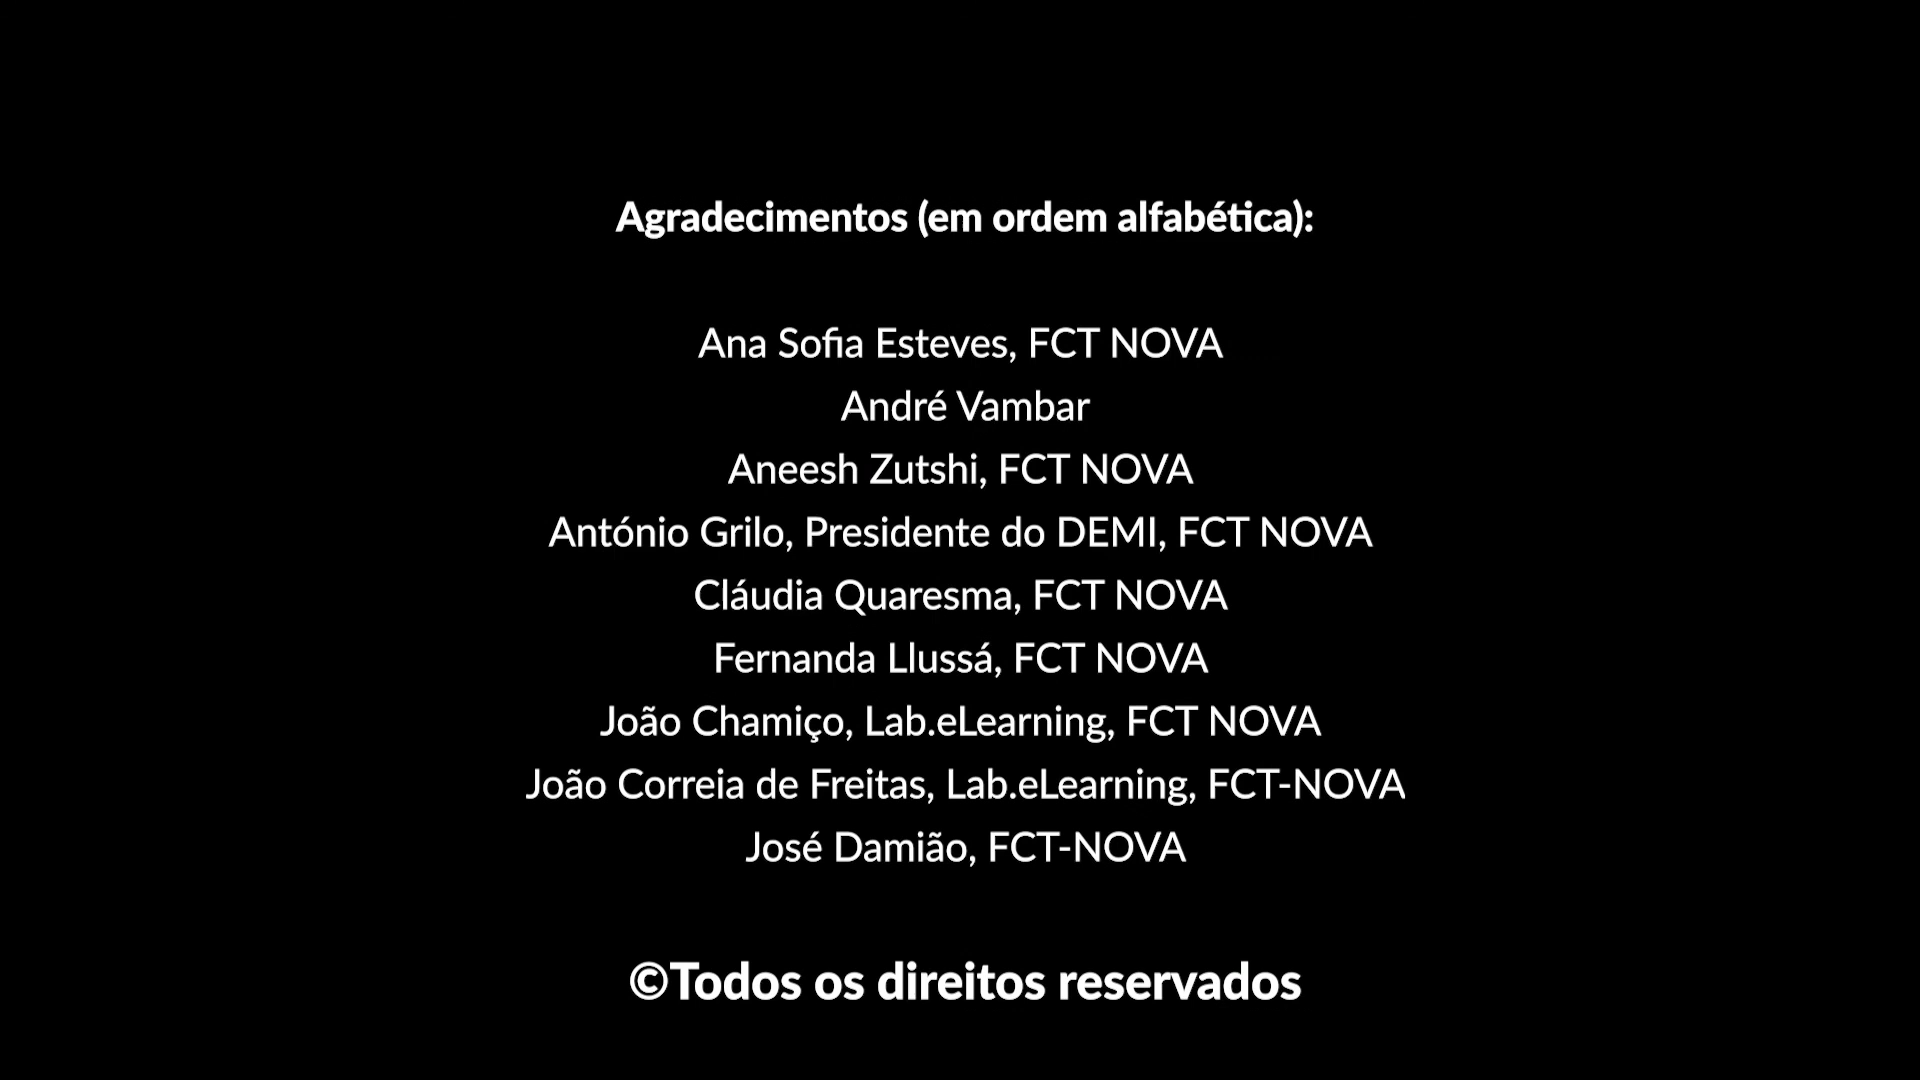 Agradecimentos (em ordem alfabética):
Ana Sofia Esteves, FCT NOVA
André Vambar
Aneesh Zutshi, FCT NOVA
António Grilo, Presidente do DEMI, FCT NOVA
Cláudia Quaresma, FCT NOVA
Fernanda Llussá, FCT NOVA
João Chamiço, Lab.eLearning, FCT NOVA
João Correia de Freitas, Lab.eLearning, FCT-NOVA
José Damião, FCT-NOVA
©Todos os direitos reservados